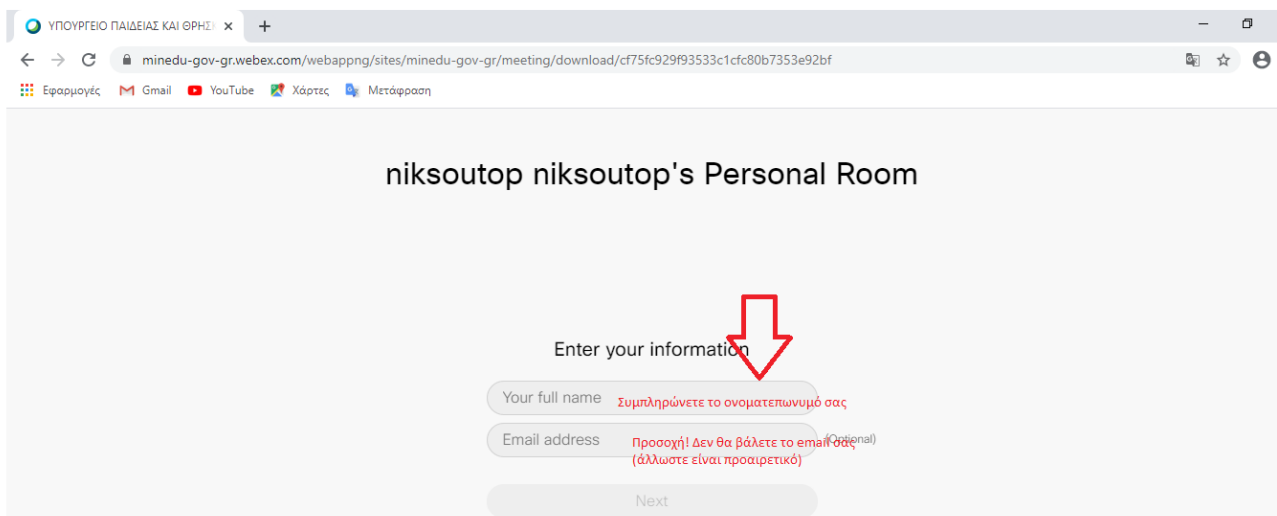 ΥΠΟΥΡΓΕΙΟ ΠΑΙΔΕΙΑΣ ΚΑΙ ΘΡΗΣ
minedu-gov-gr.webex.com/webappng/sites/minedu-gov-gr/meeting/download/cf75fc929f93533c1cfc80b7353e92bf
Εφαρμογές Gmail YouTube Χάρτες Μετάφραση
niksoutop niksoutop's Personal Room
Enter your information
Your full name Συμπληρώνετε το ονοματεπωνυμό σας
Email address Προσοχή! Δεν θα βάλετε το email σας (Optional)
(άλλωστε είναι προαιρετικό)
Next